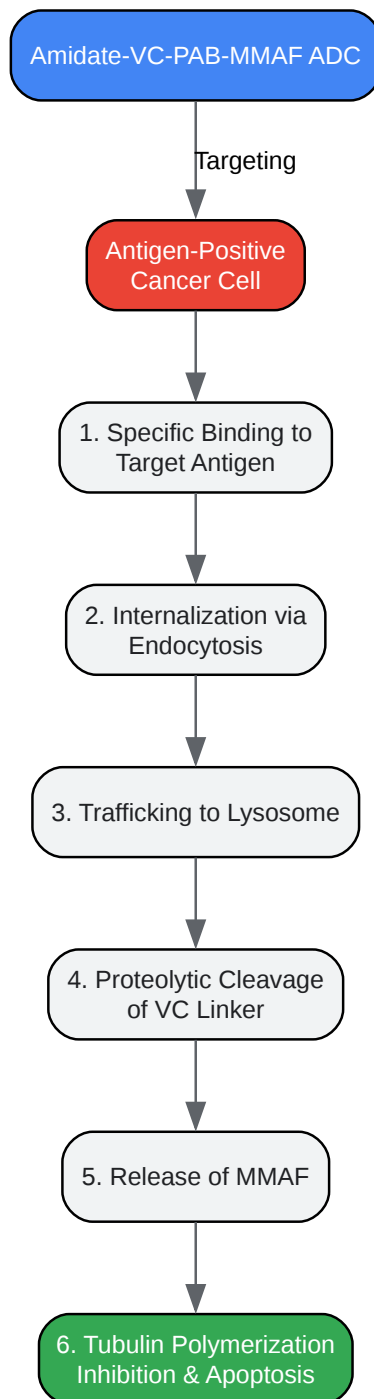 Amidate-VC-PAB-MMAF ADC
Targeting
Antigen-Positive
Cancer Cell
1. Specific Binding to
Target Antigen
2. Internalization via
Endocytosis
3. Trafficking to Lysosome
4. Proteolytic Cleavage
of VC Linker
5. Release of MMAF
6. Tubulin Polymerization
Inhibition & Apoptosis